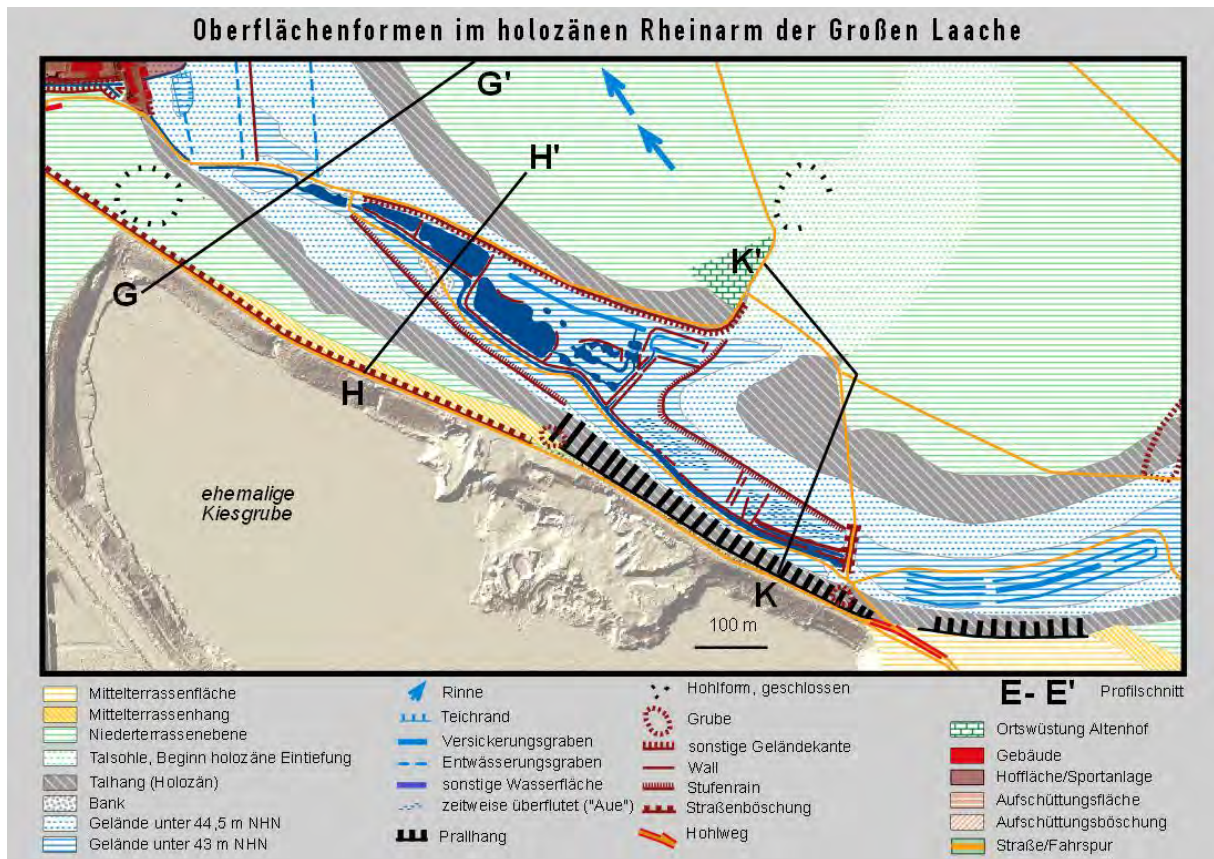 Oberflächenformen im holozänen Rheinarm der Großen Laache
G'
H'
K'
G
H
ehemalige
Kiesgrube
K
100 m
Mittelterrassenfläche
Mittelterrassenhang
Niederterrassenebene
Talsohle, Beginn holozäne Eintiefung
Talhang (Holozän)
Bank
Gelände unter 44,5 m NHN
Gelände unter 43 m NHN
Rinne
Teichrand
Versickerungsgraben
Entwässerungsgraben
sonstige Wasserfläche
zeitweise überflutet ("Aue")
Prallhang
Hohlform, geschlossen
Grube
sonstige Geländekante
Wall
Stufenrain
Straßenböschung
Hohlweg
E- E' Profilschnitt
Ortswüstung Altenhof
Gebäude
Hoffläche/Sportanlage
Aufschüttungsfläche
Aufschüttungsböschung
Straße/Fahrspur